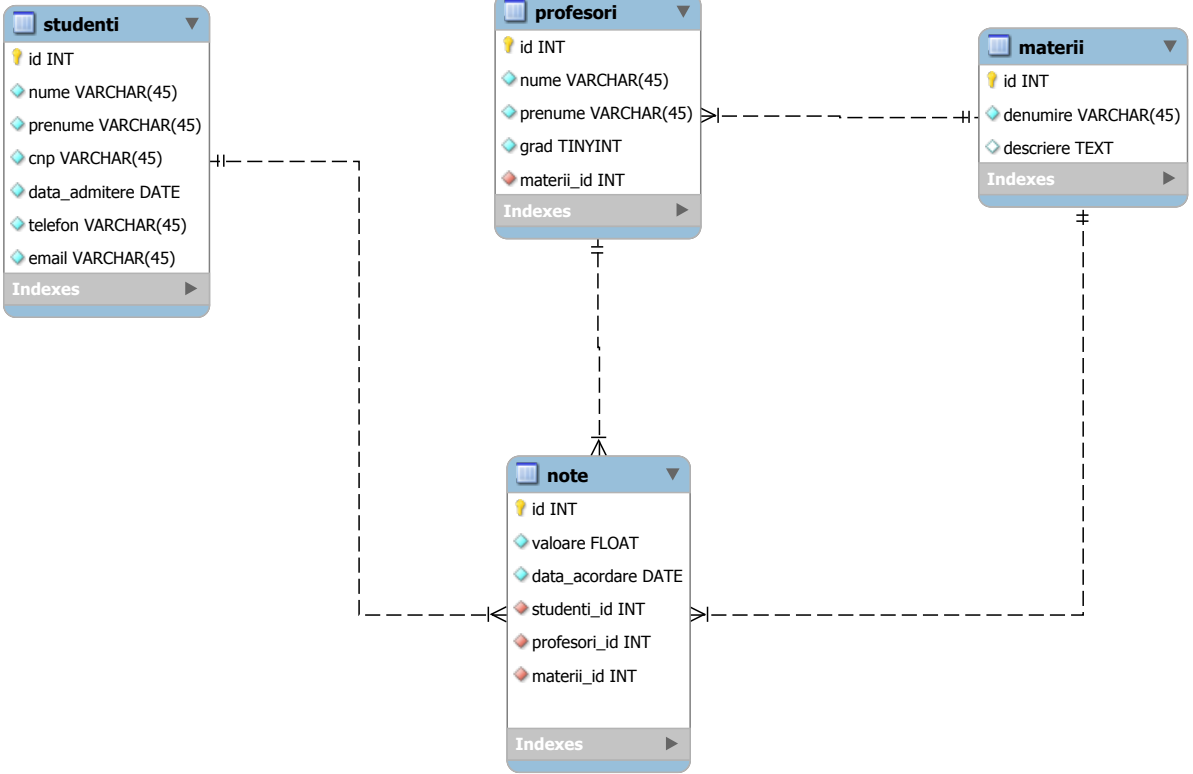 studenti
id INT
nume VARCHAR(45)
prenume VARCHAR(45)
cnp VARCHAR(45)
data_admitere DATE
telefon VARCHAR(45)
email VARCHAR(45)
Indexes
profesori
id INT
nume VARCHAR(45)
prenume VARCHAR(45)
grad TINYINT
materii_id INT
Indexes
materii
id INT
denumire VARCHAR(45)
descriere TEXT
Indexes
note
id INT
valoare FLOAT
data_acordare DATE
studenti_id INT
profesori_id INT
materii_id INT
Indexes